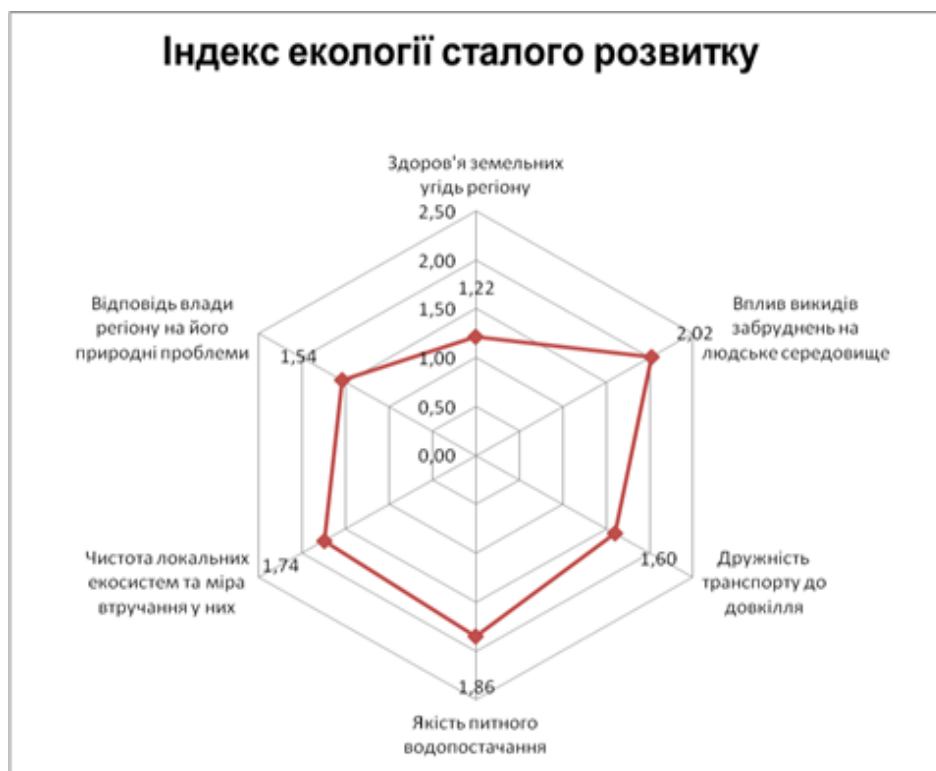 Індекс екології сталого розвитку
Здоров'я земельних
угідь регіону
2,50
2,00
1,22
1,50
1,00
0,50
0,00
Вплив викидів
забруднень на
людське середовище
2,02
Дружність
транспорту до
довкілля
1,60
1,86
Якість питного
водопостачання
Чистота локальних
екосистем та міра
втручання у них
1,74
Відповідь влади
регіону на його
природні проблеми
1,54